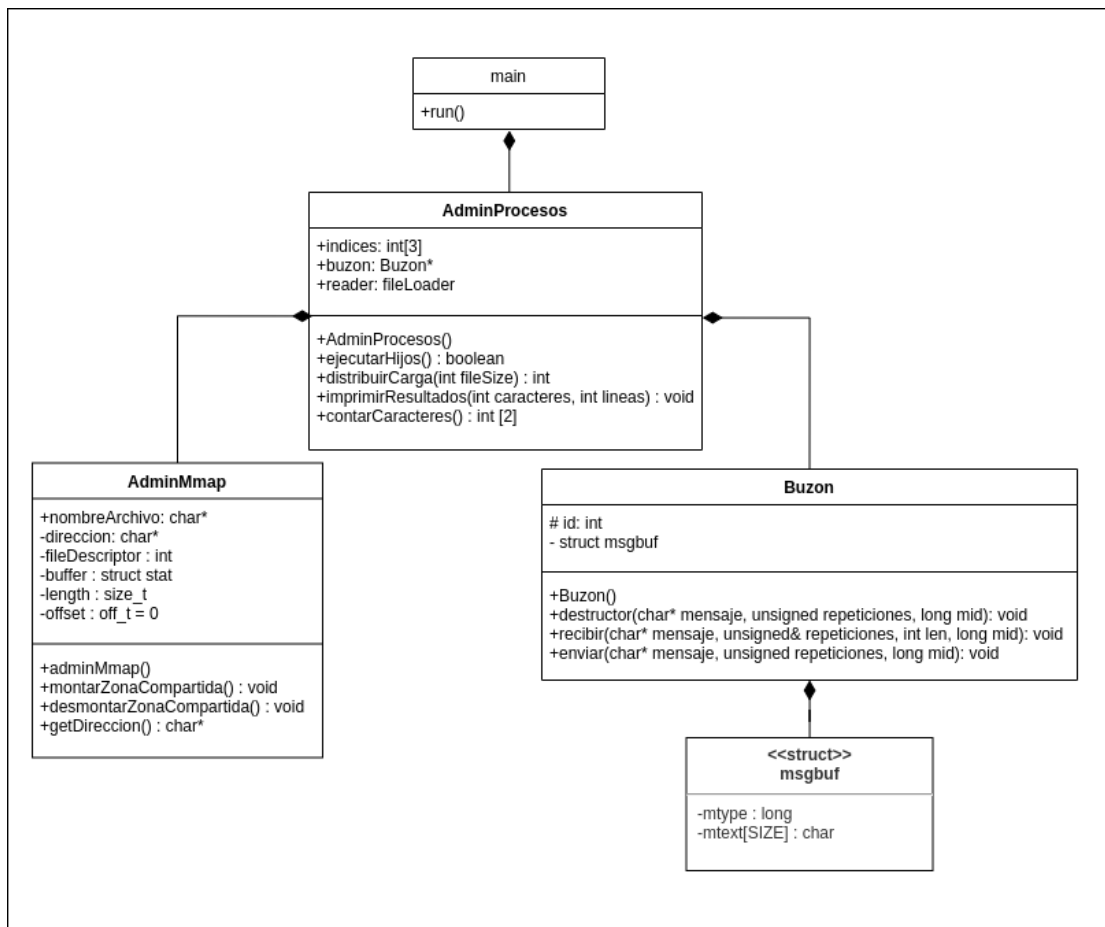 main
+run()
AdminProcesos
+indices: int[3]
+buzon: Buzon*
+reader: fileLoader
+AdminProcesos()
+ejecutarHijos() : boolean
+distribuirCarga(int fileSize) : int
+imprimirResultados(int caracteres, int lineas) : void
+contarCaracteres() : int [2]
AdminMmap
+nombreArchivo: char*
-direccion: char*
-fileDescriptor : int
-buffer : struct stat
-length : size_t
-offset : off_t = 0
+adminMmap()
+montarZonaCompartida() : void
+desmontarZonaCompartida() : void
+getDireccion() : char*
Buzon
# id: int
- struct msgbuf
+Buzon()
+destructor(char* mensaje, unsigned repeticiones, long mid): void
+recibir(char* mensaje, unsigned& repeticiones, int len, long mid): void
+enviar(char* mensaje, unsigned repeticiones, long mid): void
<<struct>>
msgbuf
-mtype : long
-mtext[SIZE] : char